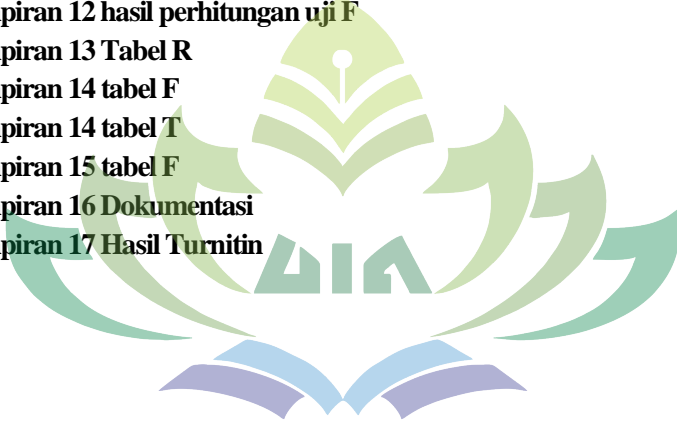 piran 12 hasil perhitungan uji F
piran 13 Tabel R
piran 14 tabel F
piran 14 tabel T
piran 15 tabel F
piran 16 Dokumentasi
piran 17 Hasil Turnitin
UIN